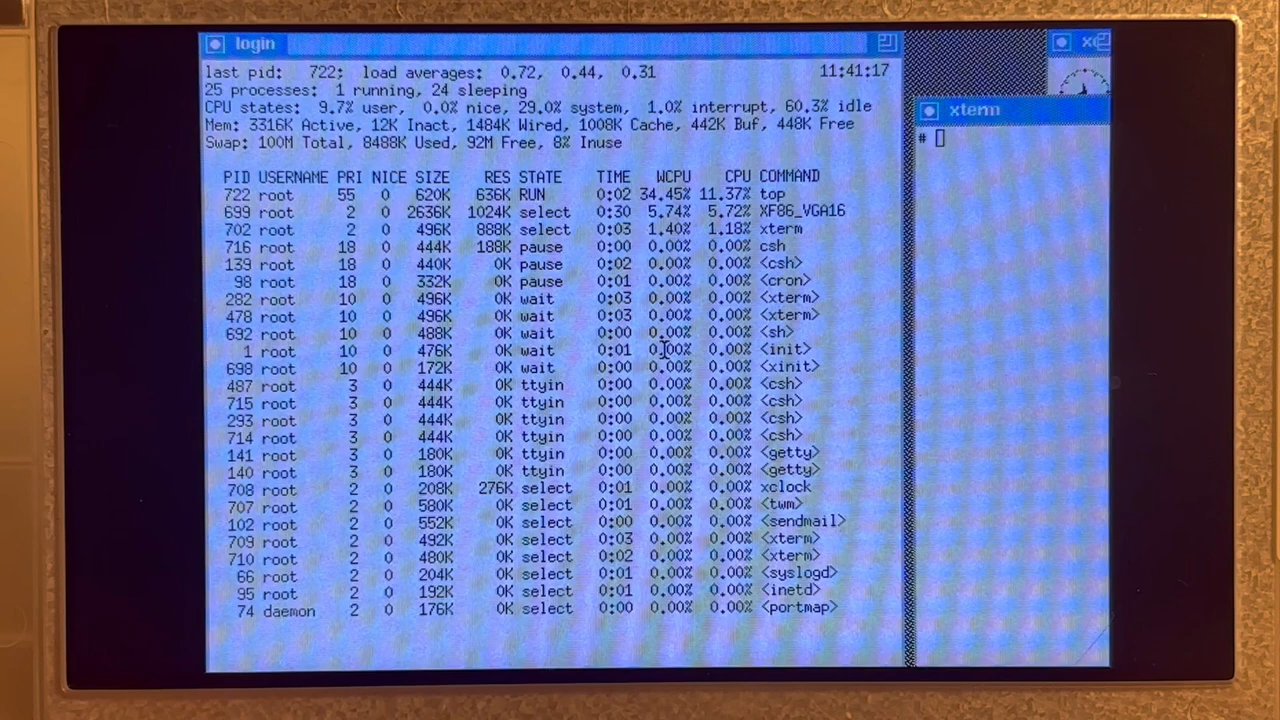 login
last pid: 722; load averages: 0.72, 0.44, 0.31 11:41:17
25 processes: 1 running, 24 sleeping
CPU states: 9.7% user, 0.0% nice, 29.0% system, 1.0% interrupt, 60.3% idle
Mem: 3316K Active, 12K Inact, 1484K Wired, 1008K Cache, 442K Buf, 448K Free
Swap: 100M Total, 8488K Used, 92M Free, 8% Inuse
PID USERNAME PRI NICE SIZE RES STATE TIME WCPU CPU COMMAND
722 root 55 0 620K 636K RUN 0:02 34.45% 11.37% top
699 root 2 0 2636K 1024K select 0:30 5.74% 5.72% XF86_VGA16
702 root 2 0 496K 888K select 0:03 1.40% 1.18% xterm
716 root 18 0 444K 188K pause 0:00 0.00% 0.00% csh
139 root 18 0 440K 0K pause 0:02 0.00% 0.00% <csh>
98 root 18 0 332K 0K pause 0:01 0.00% 0.00% <cron>
282 root 10 0 496K 0K wait 0:03 0.00% 0.00% <xterm>
478 root 10 0 496K 0K wait 0:03 0.00% 0.00% <xterm>
692 root 10 0 488K 0K wait 0:00 0.00% 0.00% <sh>
1 root 10 0 476K 0K wait 0:01 0.00% 0.00% <init>
698 root 10 0 172K 0K wait 0:00 0.00% 0.00% <xinit>
487 root 3 0 444K 0K ttyin 0:00 0.00% 0.00% <csh>
715 root 3 0 444K 0K ttyin 0:00 0.00% 0.00% <csh>
293 root 3 0 444K 0K ttyin 0:00 0.00% 0.00% <csh>
714 root 3 0 444K 0K ttyin 0:00 0.00% 0.00% <csh>
141 root 3 0 180K 0K ttyin 0:00 0.00% 0.00% <getty>
140 root 3 0 180K 0K ttyin 0:00 0.00% 0.00% <getty>
708 root 2 0 208K 276K select 0:01 0.00% 0.00% xclock
707 root 2 0 580K 0K select 0:01 0.00% 0.00% <twm>
102 root 2 0 552K 0K select 0:00 0.00% 0.00% <sendmail>
709 root 2 0 492K 0K select 0:03 0.00% 0.00% <xterm>
710 root 2 0 480K 0K select 0:02 0.00% 0.00% <xterm>
66 root 2 0 204K 0K select 0:01 0.00% 0.00% <syslogd>
95 root 2 0 192K 0K select 0:01 0.00% 0.00% <inetd>
74 daemon 2 0 176K 0K select 0:00 0.00% 0.00% <portmap>
xterm
#